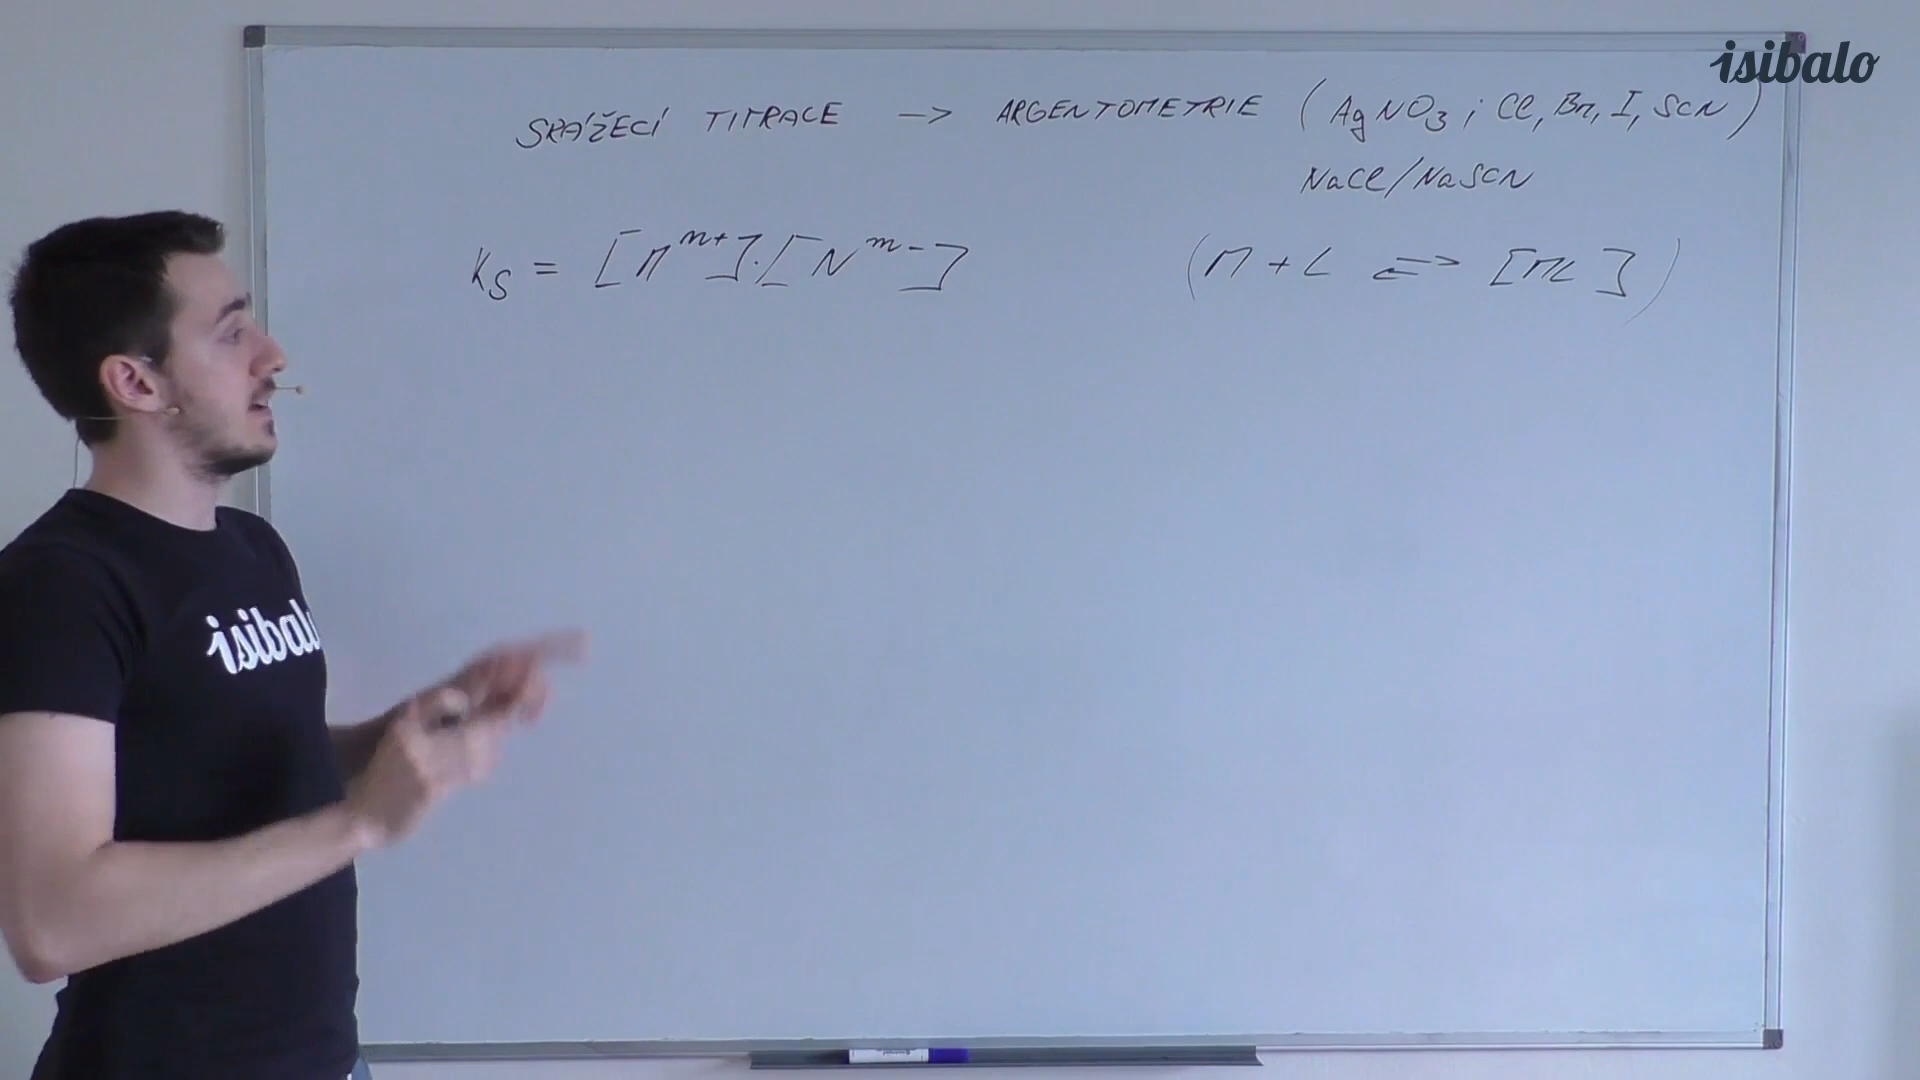 isibalo
SRÁŽECÍ TITRACE -> ARGENTOMETRIE (AgNO3; Cl, Br, I, SCN)
NaCl/NaSCN
Ks = [M^m+]·[N^m-] (M + L ⇌ [ML])
isibalo